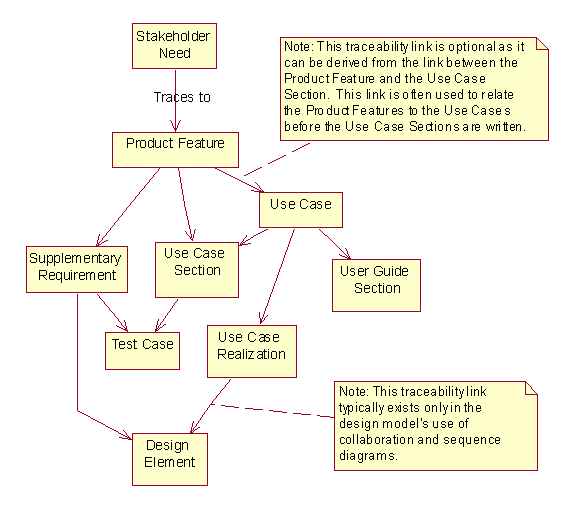 Stakeholder
Need
Note: This traceability link is optional as it
can be derived from the link between the
Product Feature and the Use Case
Section. This link is often used to relate
the Product Features to the Use Cases
before the Use Case Sections are written.
Traces to
Product Feature
Use Case
Supplementary
Requirement
Use Case
Section
User Guide
Section
Test Case
Use Case
Realization
Note: This traceability link
typically exists only in the
design model's use of
collaboration and sequence
diagrams.
Design
Element